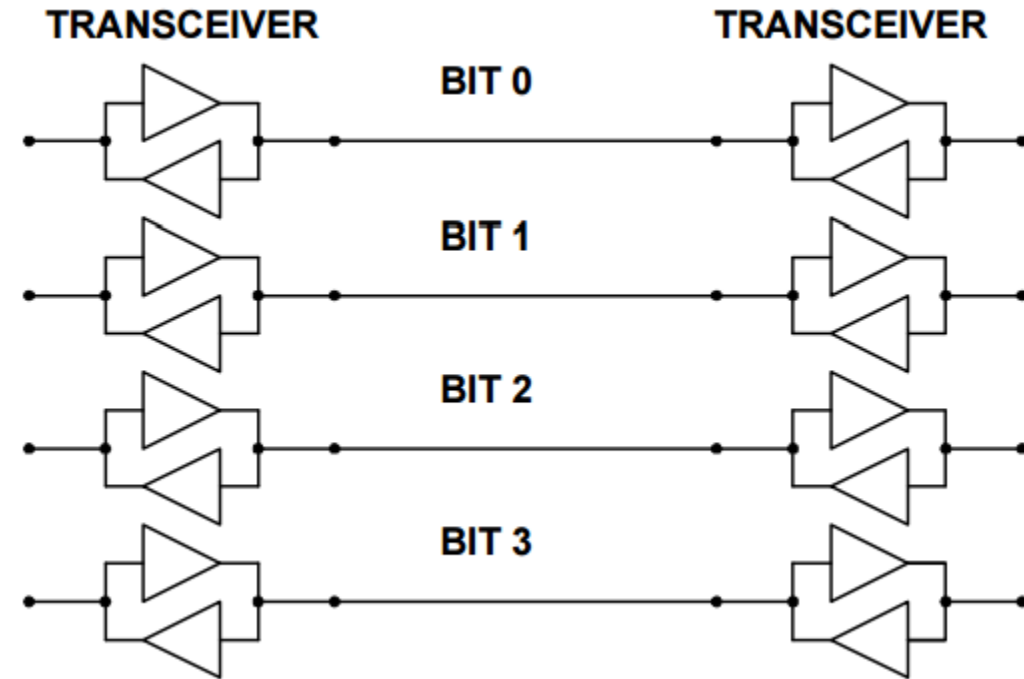 TRANSCEIVER TRANSCEIVER
BIT 0
BIT 1
BIT 2
BIT 3